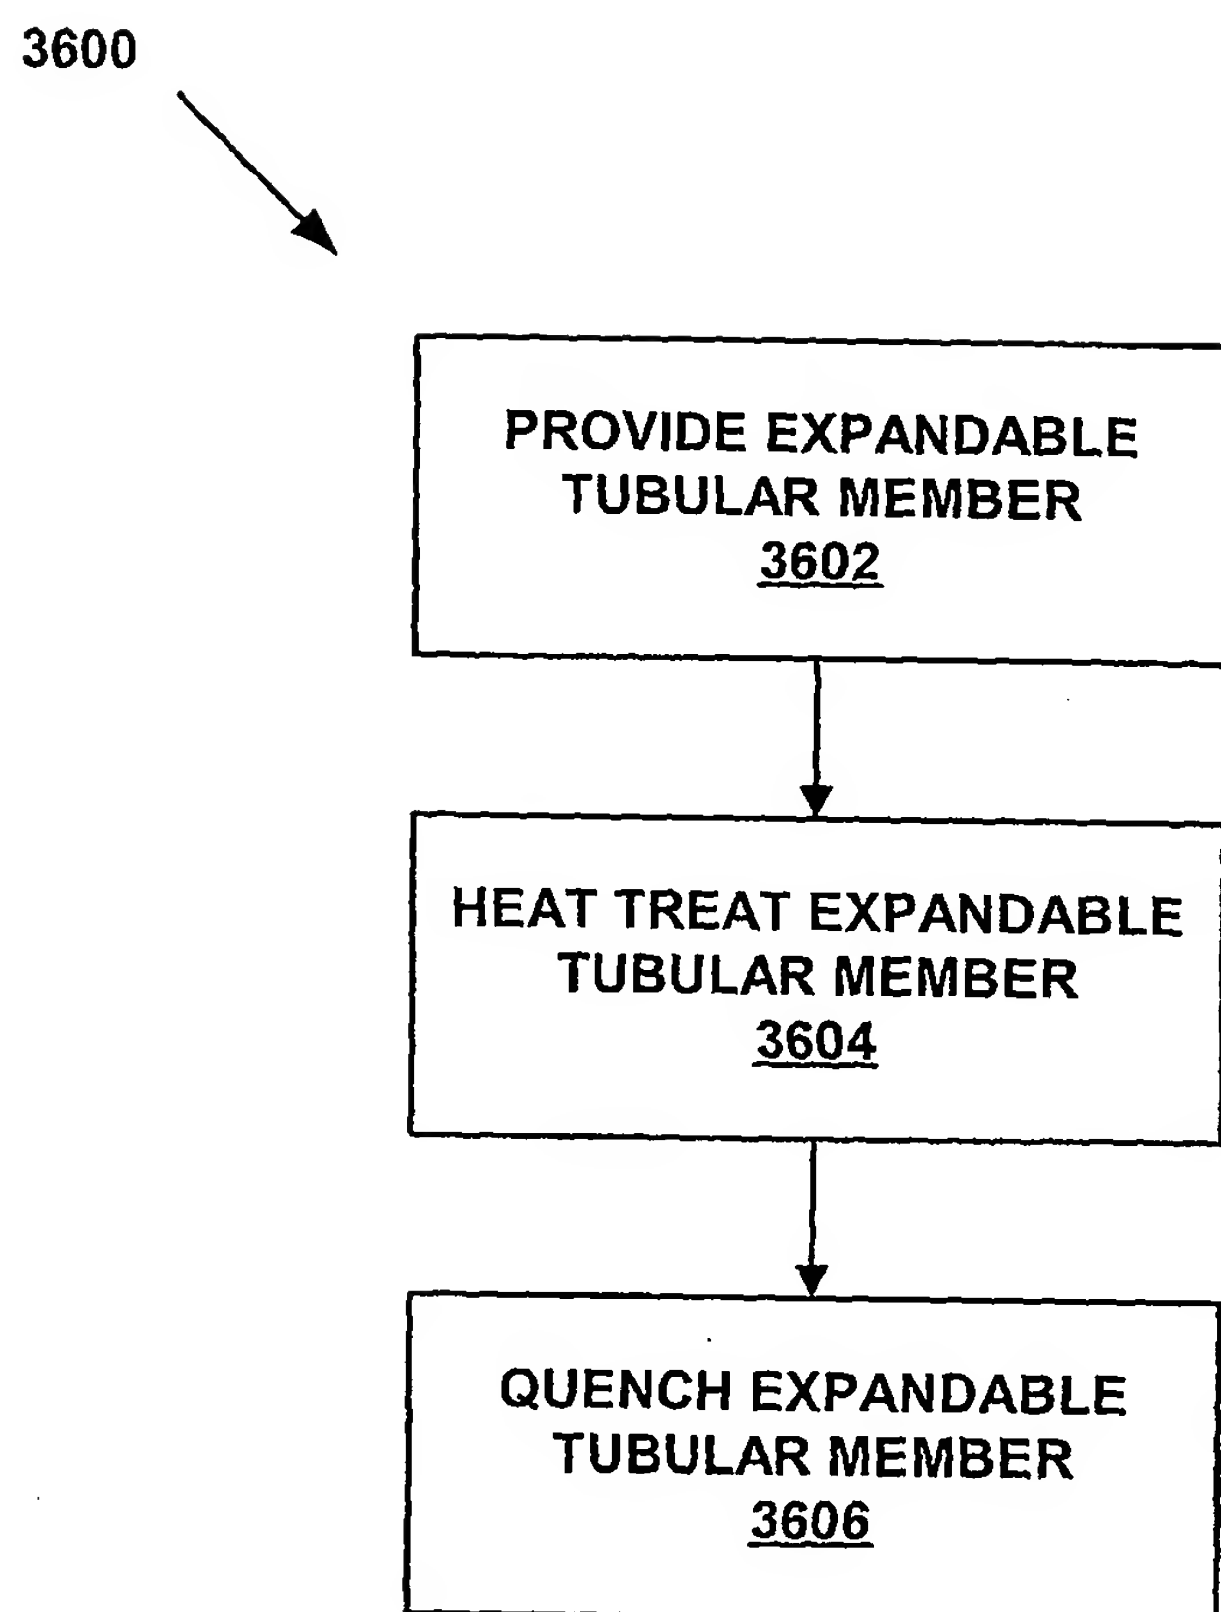 3600
PROVIDE EXPANDABLE
TUBULAR MEMBER
3602
HEAT TREAT EXPANDABLE
TUBULAR MEMBER
3604
QUENCH EXPANDABLE
TUBULAR MEMBER
3606